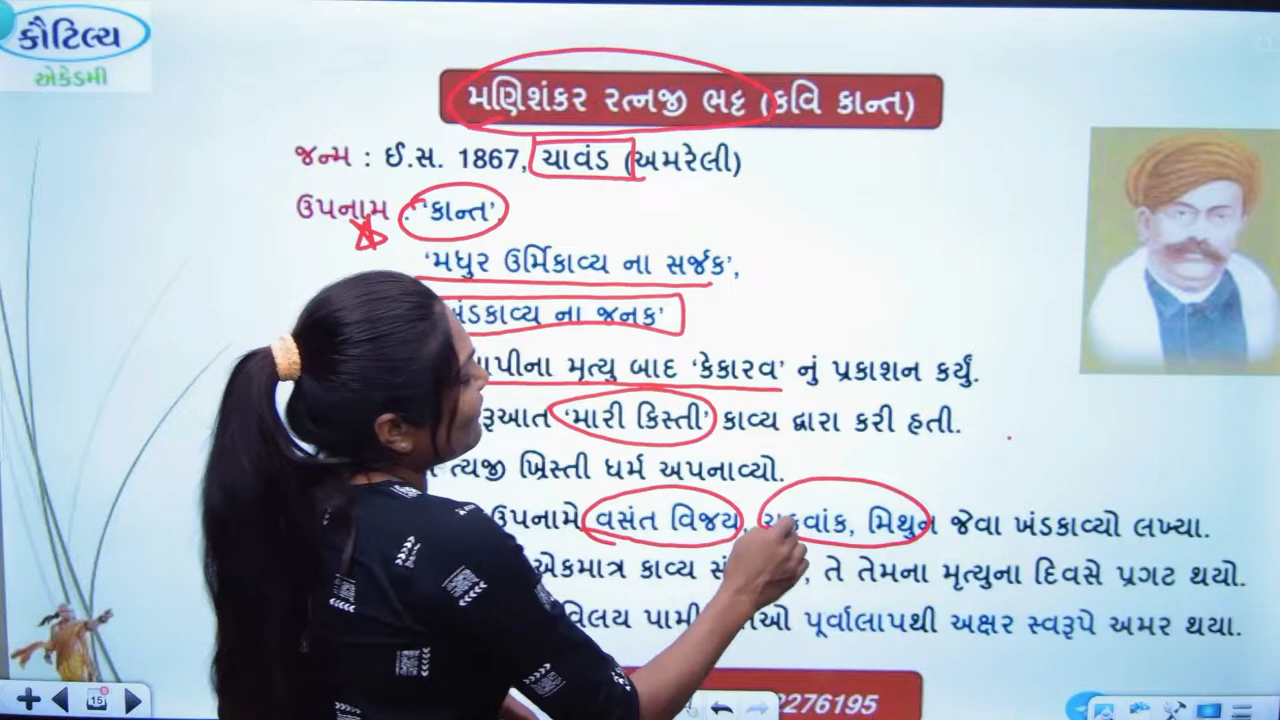 કૌટિલ્ય
એકેડમી
મણિશંકર રત્નજી ભટ્ટ (કવિ કાન્ત)
જન્મ : ઈ.સ. 1867, ચાવંડ (અમરેલી)
ઉપનામ : ‘કાન્ત’,
‘મધુર ઉર્મિકાવ્ય ના સર્જક’,
ખંડકાવ્ય ના જનક’
મૃત્યુ બાદ ‘કેકારવ’ નું પ્રકાશન કર્યું.
‘મારી કિસ્તી’ કાવ્ય દ્વારા કરી હતી.
ત્યજી ખ્રિસ્તી ધર્મ અપનાવ્યો.
ઉપનામે વસંત વિજય, મિથુન જેવા ખંડકાવ્યો લખ્યા.
એકમાત્ર કાવ્ય તે તેમના મૃત્યુના દિવસે પ્રગટ થયો.
વિલય પૂર્વાલાપથી અક્ષર સ્વરૂપે અમર થયા.
2276195
15